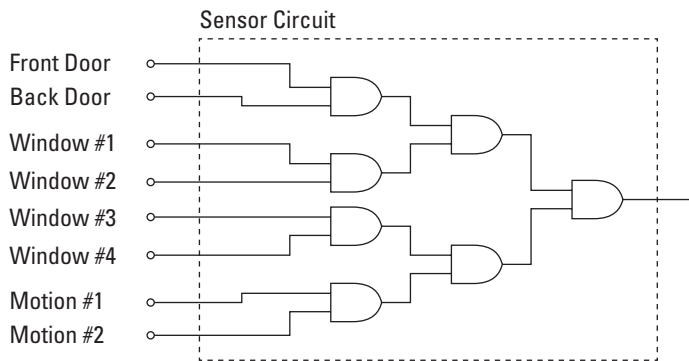 Sensor Circuit
Front Door
Back Door
Window #1
Window #2
Window #3
Window #4
Motion #1
Motion #2